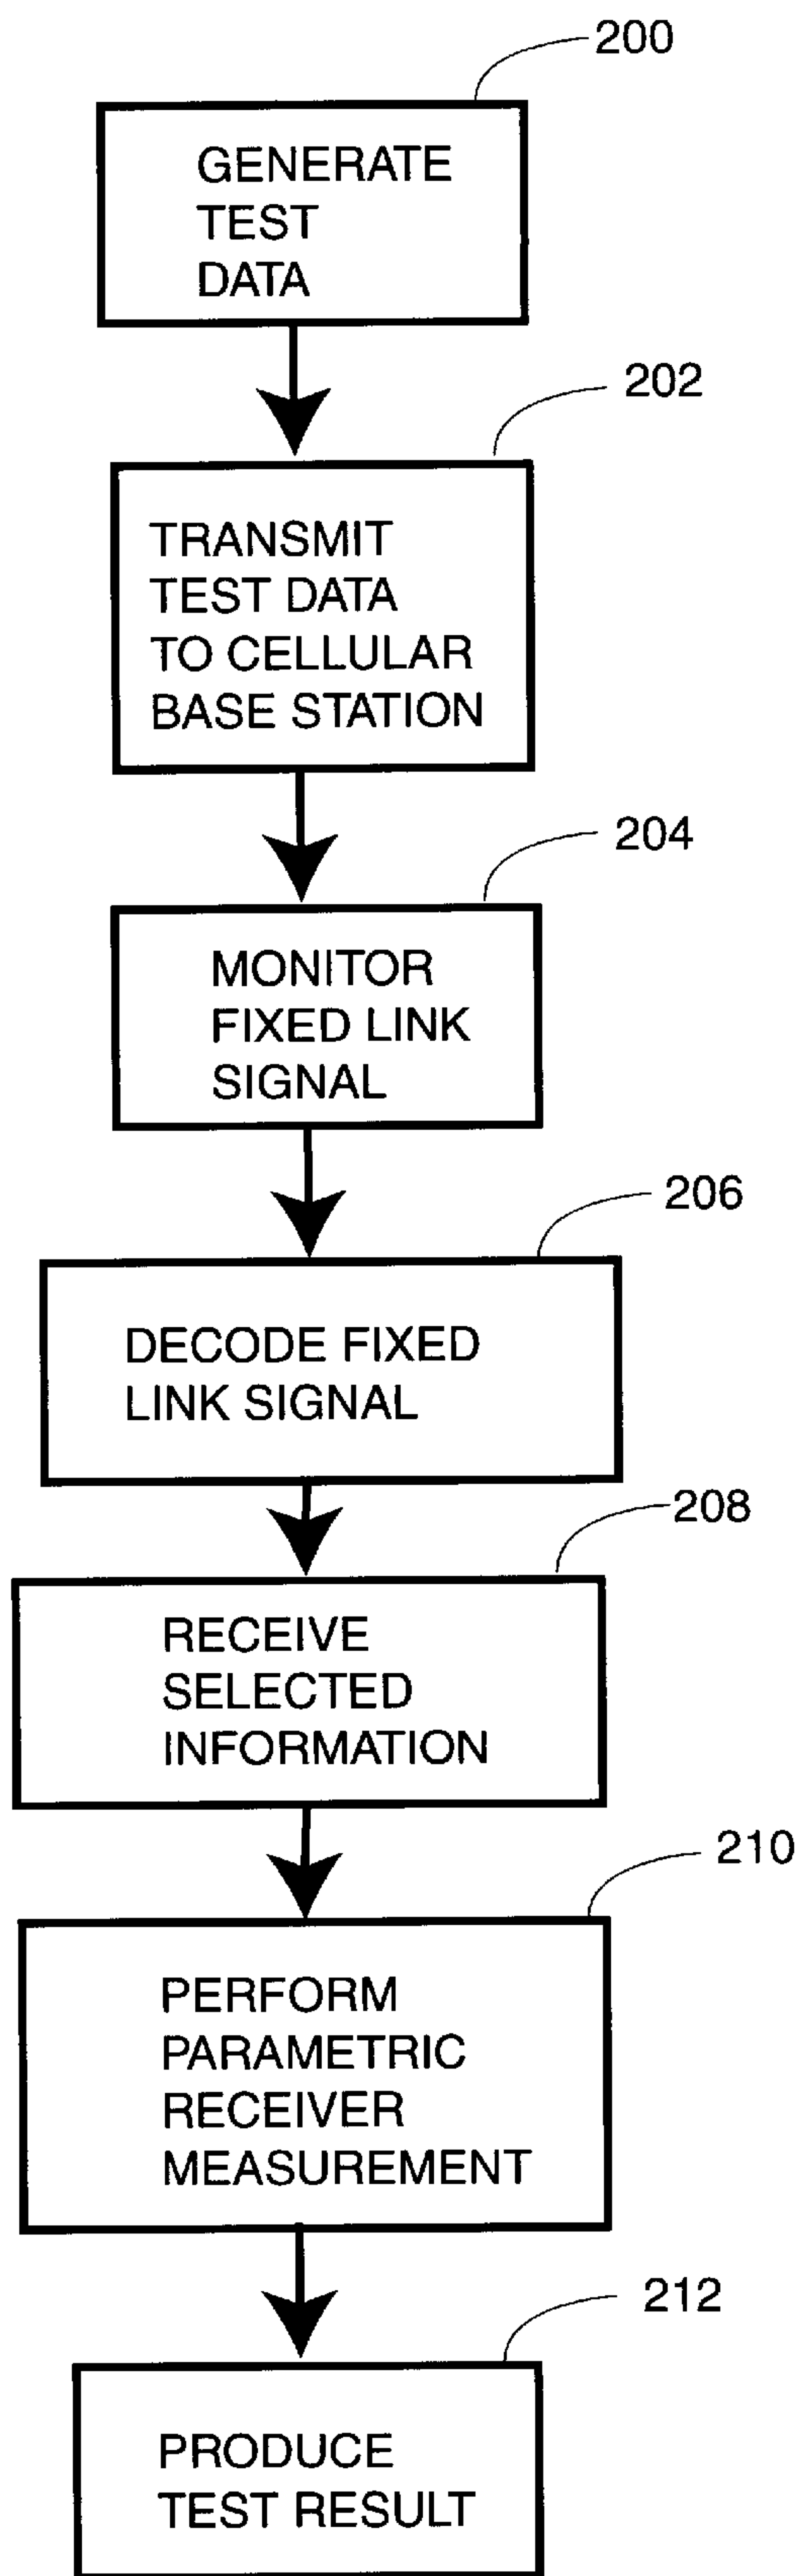 200
GENERATE
TEST
DATA
202
TRANSMIT
TEST DATA
TO CELLULAR
BASE STATION
204
MONITOR
FIXED LINK
SIGNAL
206
DECODE FIXED
LINK SIGNAL
208
RECEIVE
SELECTED
INFORMATION
210
PERFORM
PARAMETRIC
RECEIVER
MEASUREMENT
212
PRODUCE
TEST RESULT